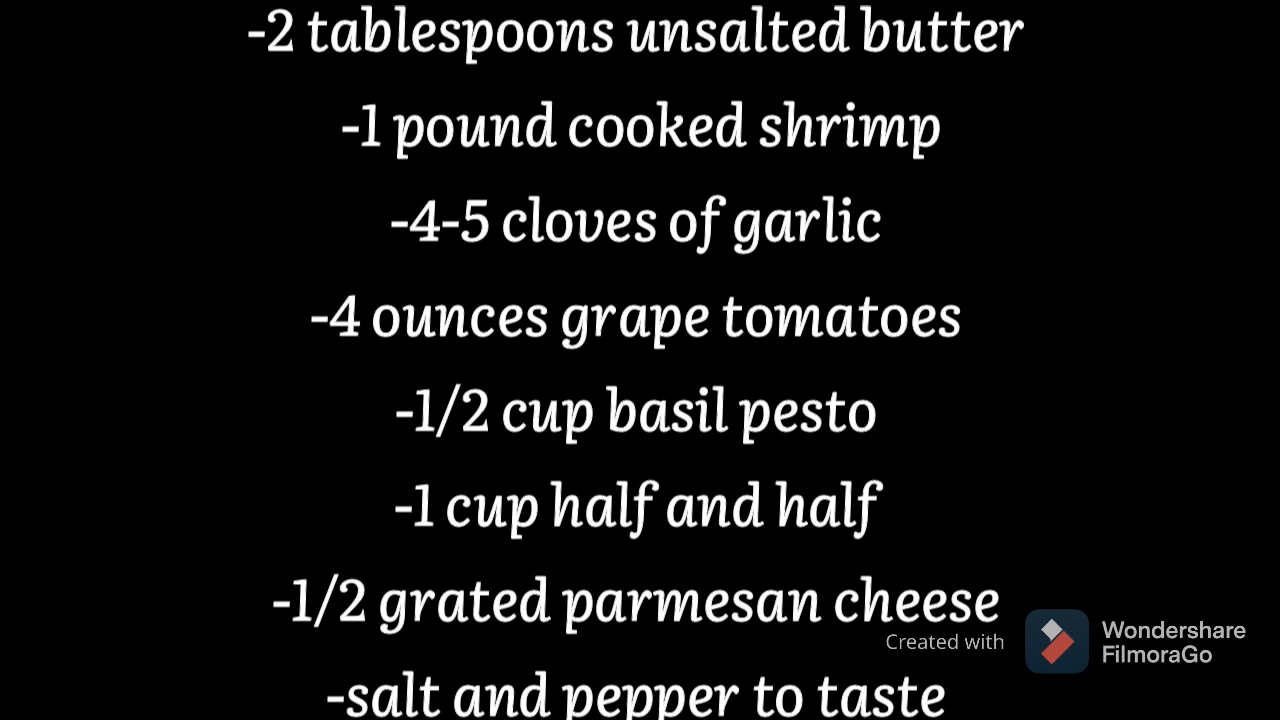 -2 tablespoons unsalted butter
-1 pound cooked shrimp
-4-5 cloves of garlic
-4 ounces grape tomatoes
-1/2 cup basil pesto
-1 cup half and half
-1/2 grated parmesan cheese
Created with
Wondershare
FilmoraGo
-salt and pepper to taste